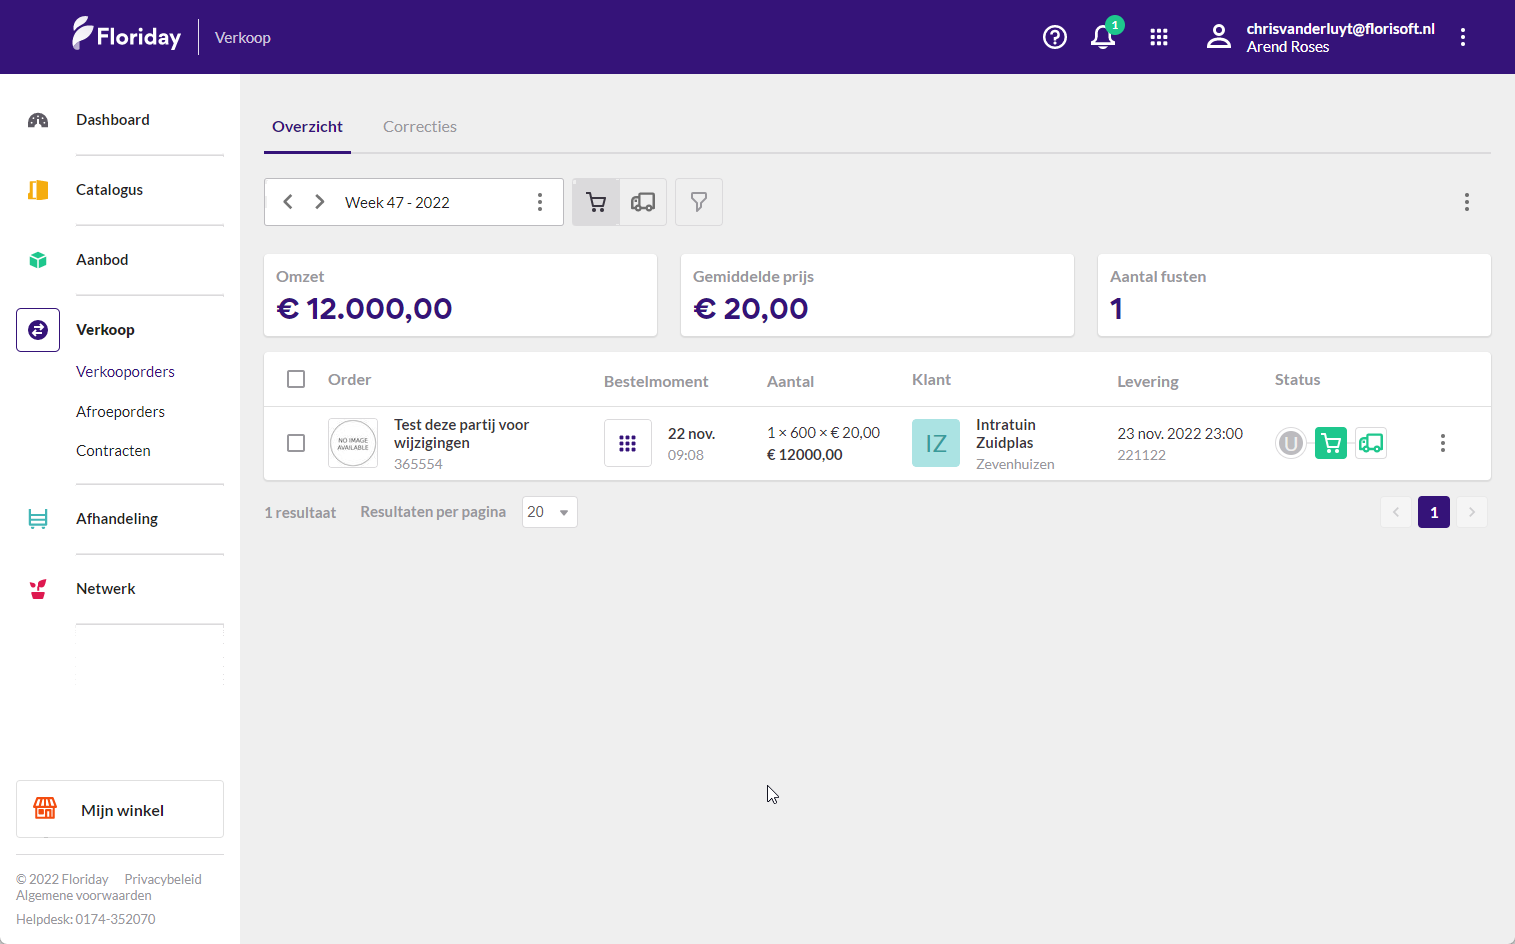 Floriday
Verkoop
1
chrisvanderluyt@florisoft.nl
Arend Roses
Dashboard
Catalogus
Aanbod
Verkoop
Verkooporders
Afroeporders
Contracten
Afhandeling
Netwerk
Mijn winkel
© 2022 Floriday Privacybeleid
Algemene voorwaarden
Helpdesk: 0174-352070
Overzicht Correcties
Week 47 - 2022
Omzet
€ 12.000,00
Gemiddelde prijs
€ 20,00
Aantal fusten
1
Order Bestelmoment Aantal Klant Levering Status
NO IMAGE
AVAILABLE
Test deze partij voor
wijzigingen
365554
22 nov.
09:08
1 × 600 × € 20,00
€ 12000,00
IZ
Intratuin
Zuidplas
Zevenhuizen
23 nov. 2022 23:00
221122
U
1 resultaat Resultaten per pagina 20
1